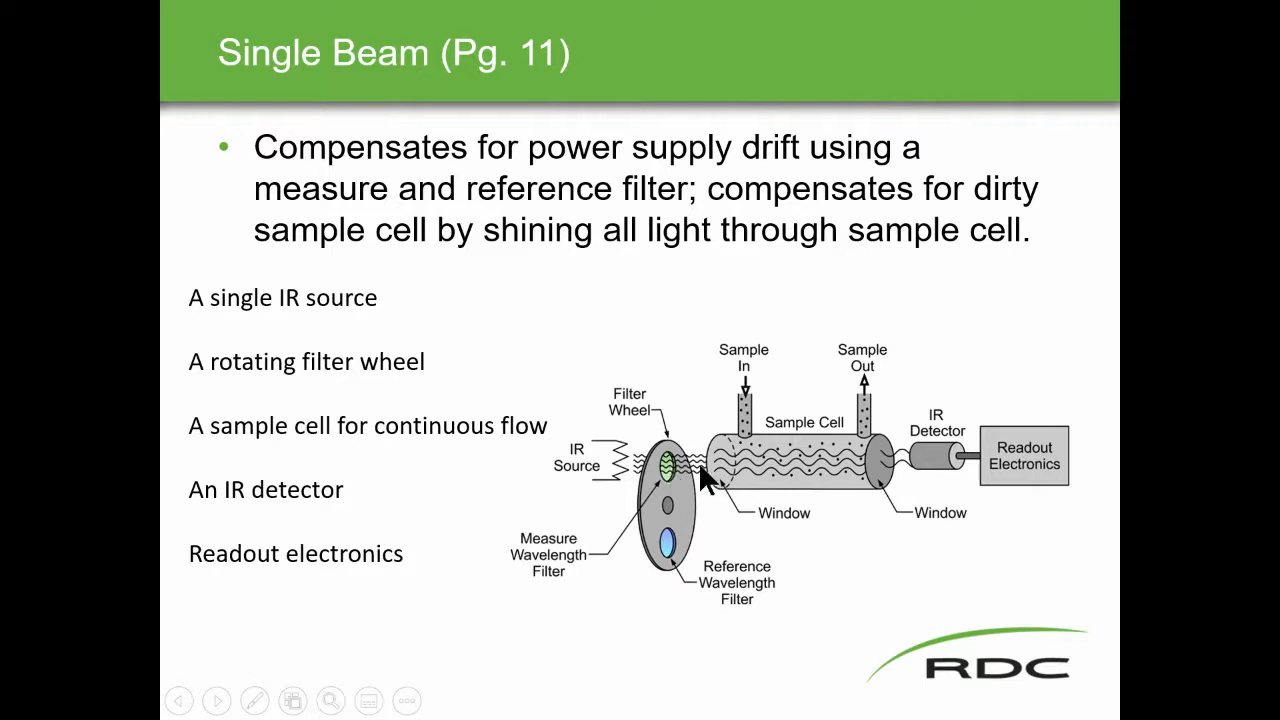 Single Beam (Pg. 11)
• Compensates for power supply drift using a
measure and reference filter; compensates for dirty
sample cell by shining all light through sample cell.
A single IR source
A rotating filter wheel
A sample cell for continuous flow
An IR detector
Readout electronics
Sample
In
Sample
Out
Filter
Wheel
Sample Cell
IR
Detector
IR
Source
Readout
Electronics
Window
Window
Measure
Wavelength
Filter
Reference
Wavelength
Filter
RDC